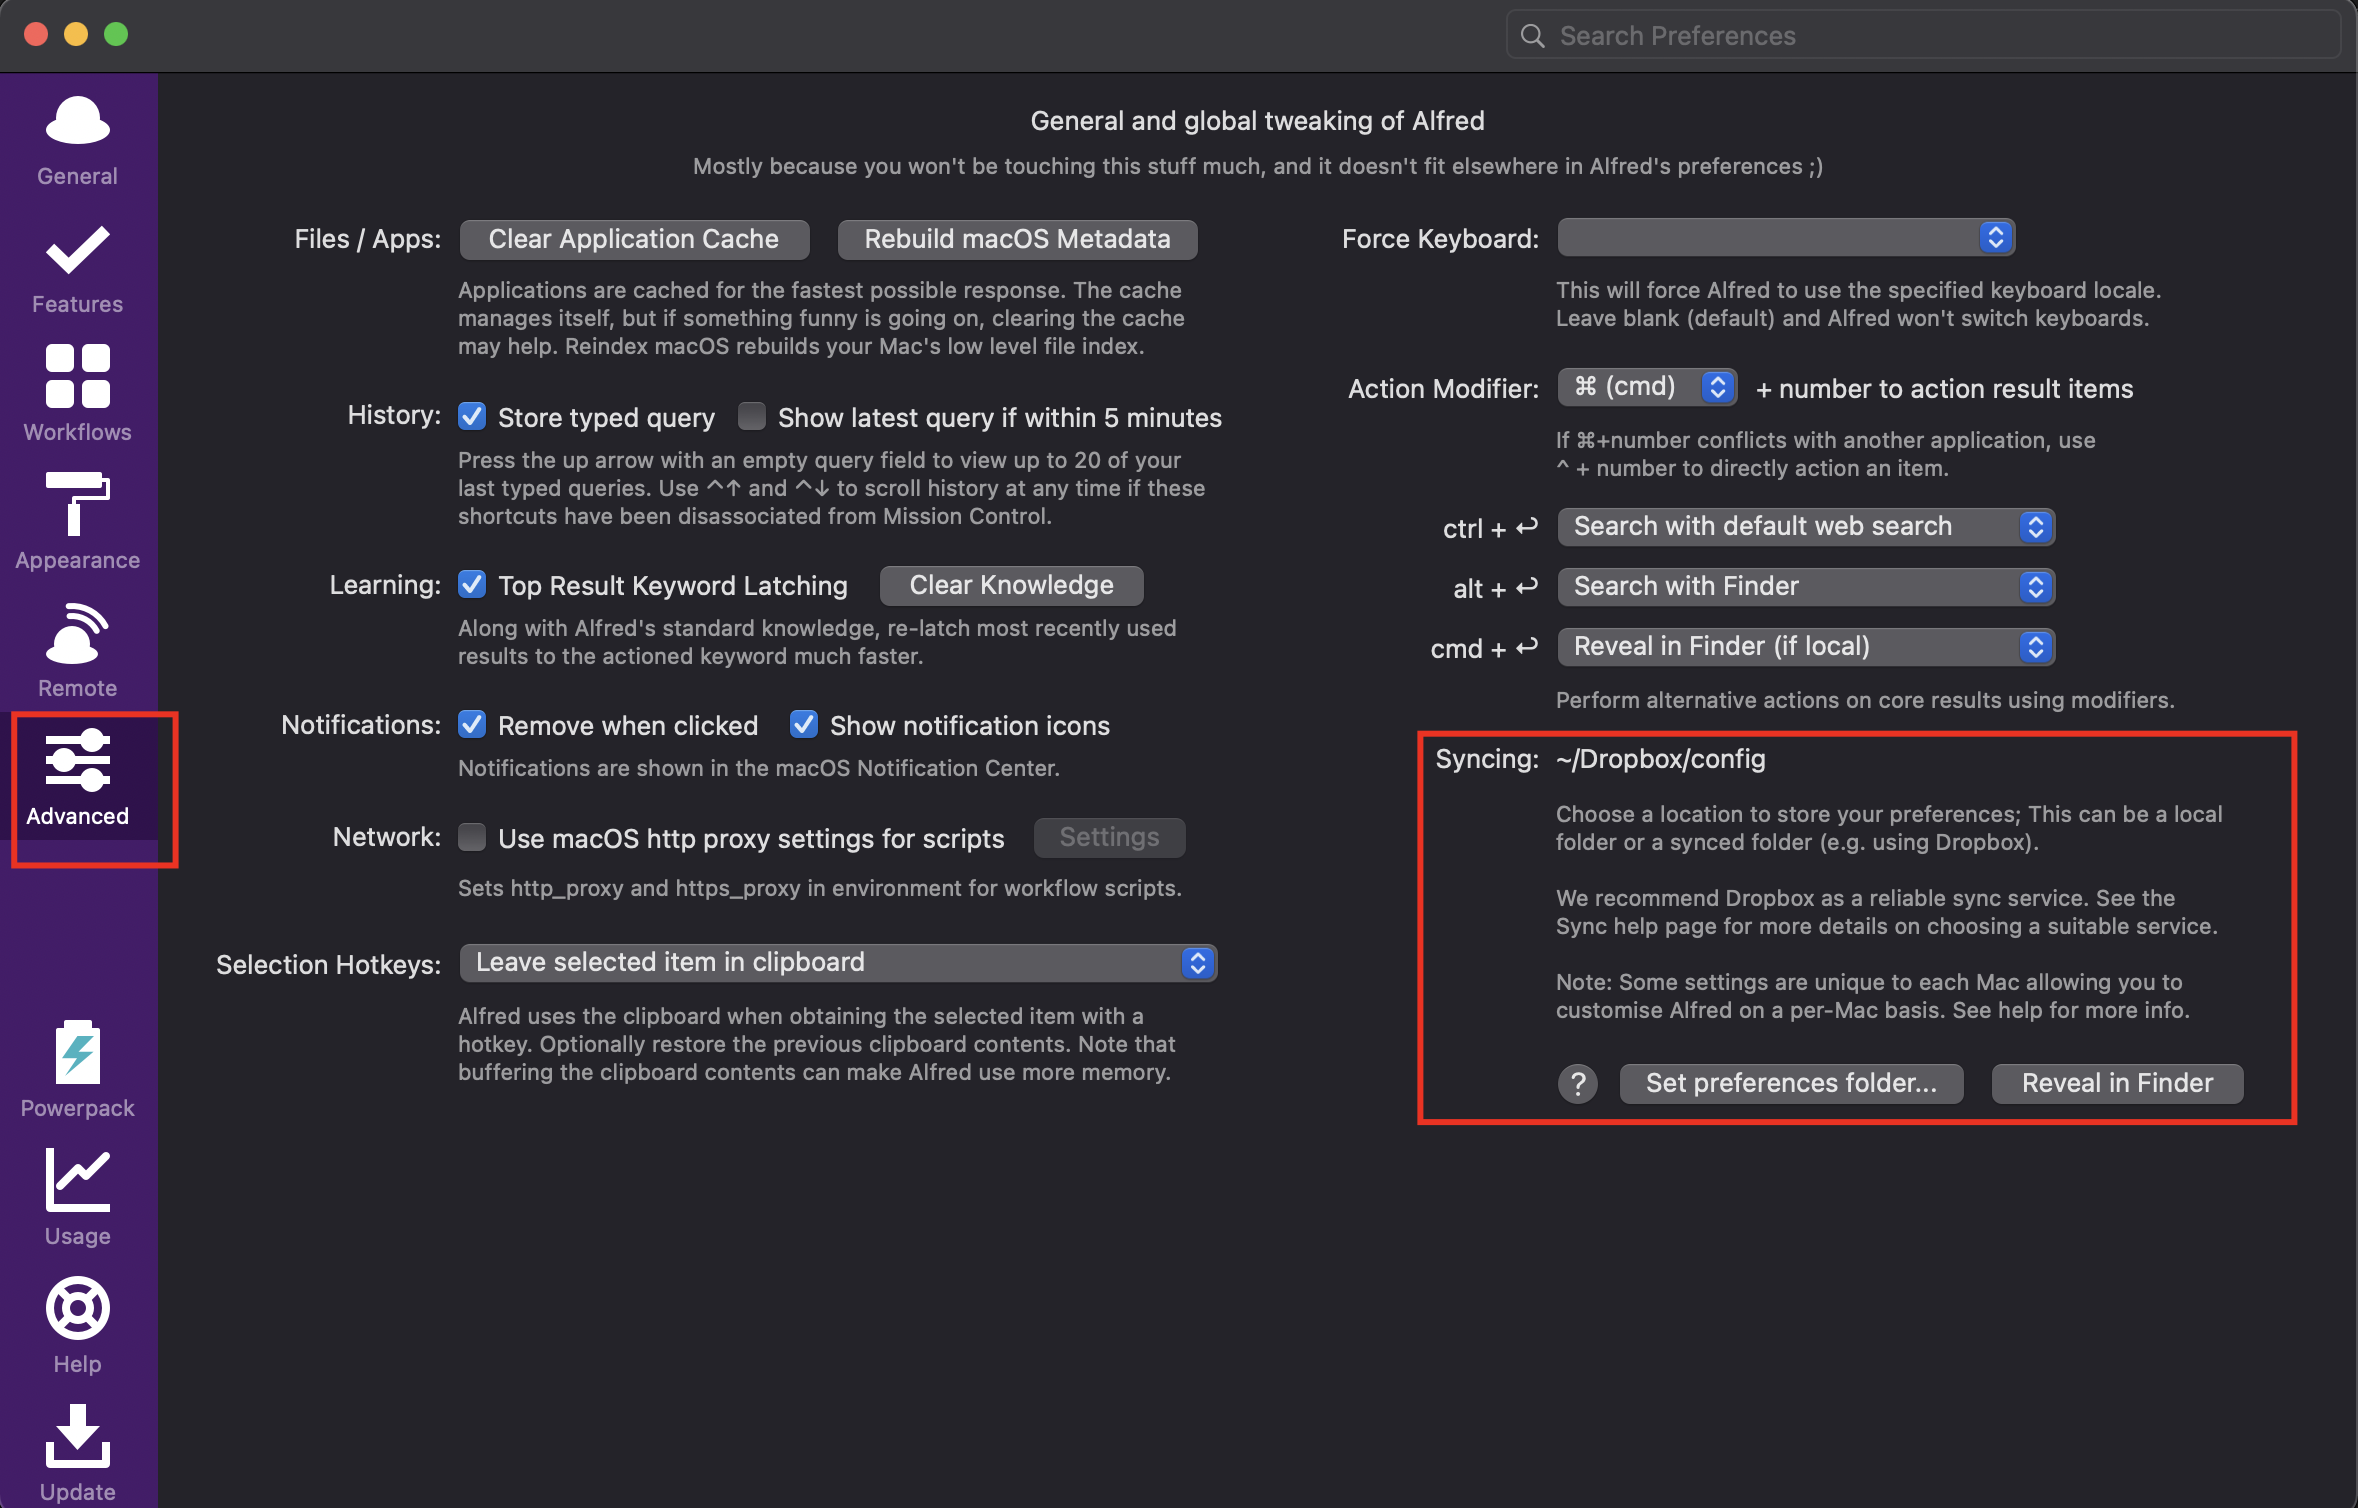 Search Preferences
General
Features
Workflows
Appearance
Remote
Advanced
Powerpack
Usage
Help
Update
General and global tweaking of Alfred
Mostly because you won't be touching this stuff much, and it doesn't fit elsewhere in Alfred's preferences ;)
Files / Apps: Clear Application Cache Rebuild macOS Metadata
Applications are cached for the fastest possible response. The cache
manages itself, but if something funny is going on, clearing the cache
may help. Reindex macOS rebuilds your Mac's low level file index.
History: Store typed query Show latest query if within 5 minutes
Press the up arrow with an empty query field to view up to 20 of your
last typed queries. Use ^↑ and ^↓ to scroll history at any time if these
shortcuts have been disassociated from Mission Control.
Learning: Top Result Keyword Latching Clear Knowledge
Along with Alfred's standard knowledge, re-latch most recently used
results to the actioned keyword much faster.
Notifications: Remove when clicked Show notification icons
Notifications are shown in the macOS Notification Center.
Network: Use macOS http proxy settings for scripts Settings
Sets http_proxy and https_proxy in environment for workflow scripts.
Selection Hotkeys: Leave selected item in clipboard
Alfred uses the clipboard when obtaining the selected item with a
hotkey. Optionally restore the previous clipboard contents. Note that
buffering the clipboard contents can make Alfred use more memory.
Force Keyboard:
This will force Alfred to use the specified keyboard locale.
Leave blank (default) and Alfred won't switch keyboards.
Action Modifier: ⌘ (cmd) + number to action result items
If ⌘+number conflicts with another application, use
^ + number to directly action an item.
ctrl + ↩ Search with default web search
alt + ↩ Search with Finder
cmd + ↩ Reveal in Finder (if local)
Perform alternative actions on core results using modifiers.
Syncing: ~/Dropbox/config
Choose a location to store your preferences; This can be a local
folder or a synced folder (e.g. using Dropbox).
We recommend Dropbox as a reliable sync service. See the
Sync help page for more details on choosing a suitable service.
Note: Some settings are unique to each Mac allowing you to
customise Alfred on a per-Mac basis. See help for more info.
? Set preferences folder... Reveal in Finder